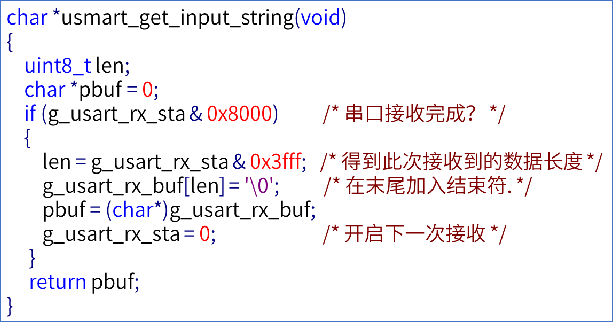 char *usmart_get_input_string(void)
{
uint8_t len;
char *pbuf = 0;
if (g_usart_rx_sta & 0x8000) /* 串口接收完成？ */
{
len = g_usart_rx_sta & 0x3fff; /* 得到此次接收到的数据长度 */
g_usart_rx_buf[len] = '\0'; /* 在末尾加入结束符. */
pbuf = (char*)g_usart_rx_buf;
g_usart_rx_sta = 0; /* 开启下一次接收 */
}
return pbuf;
}